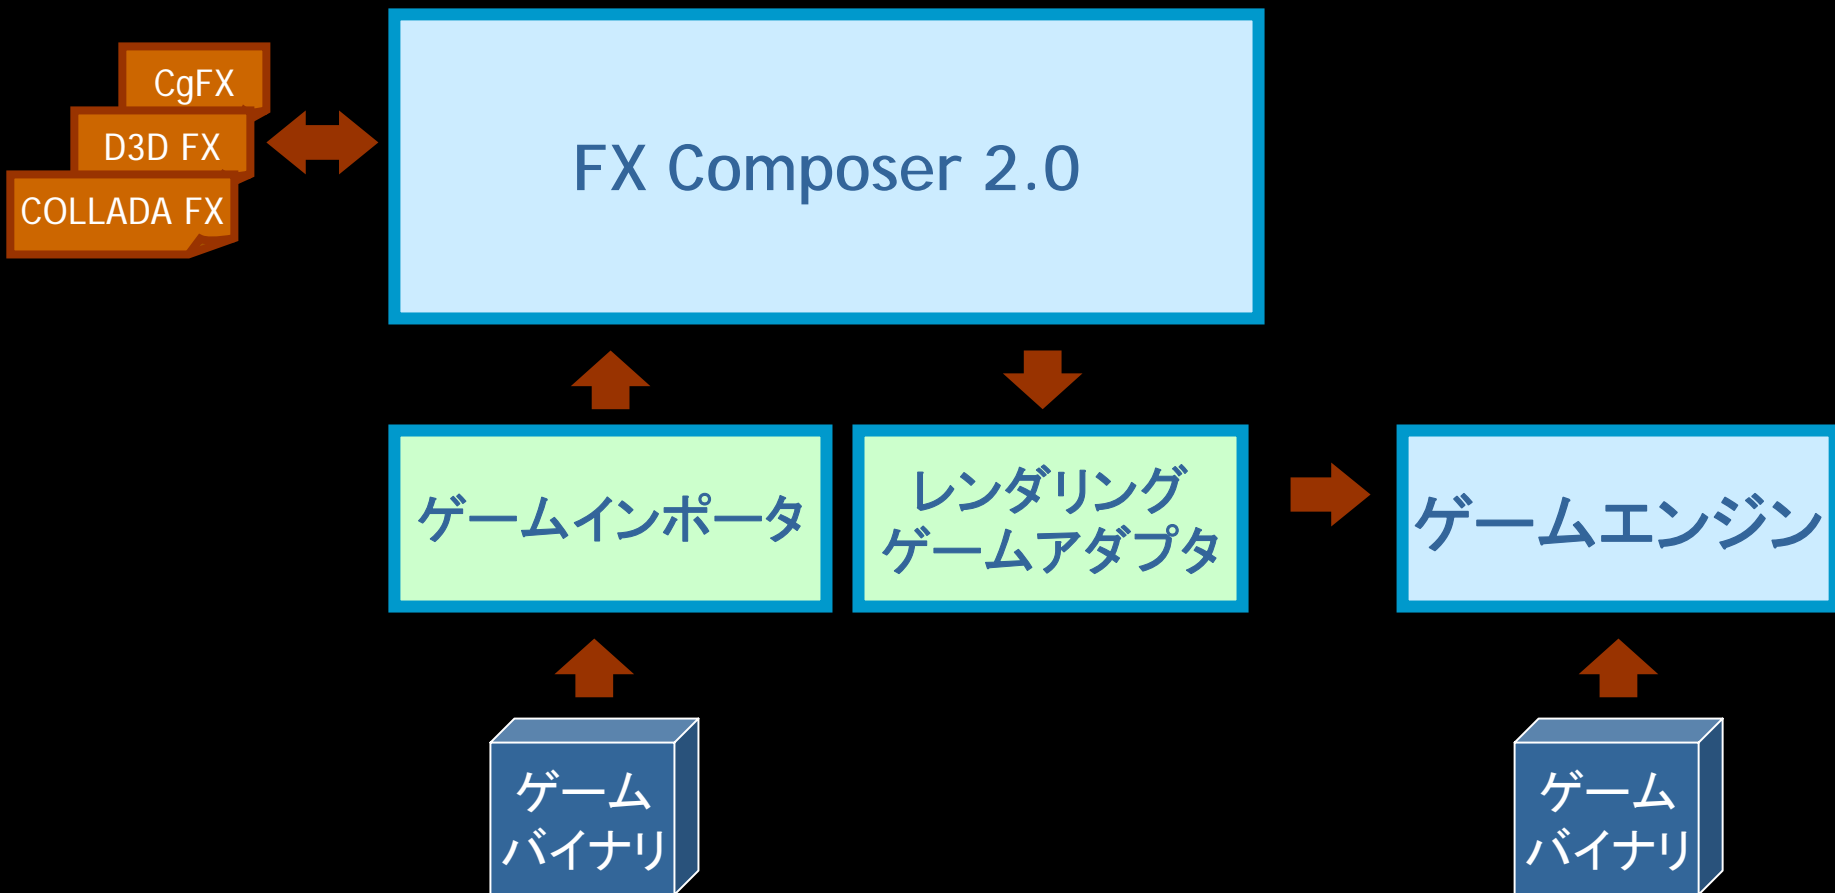 CgFX
D3D FX
COLLADA FX
FX Composer 2.0
ゲームインポータ
レンダリング
ゲームアダプタ
ゲームエンジン
ゲーム
バイナリ
ゲーム
バイナリ